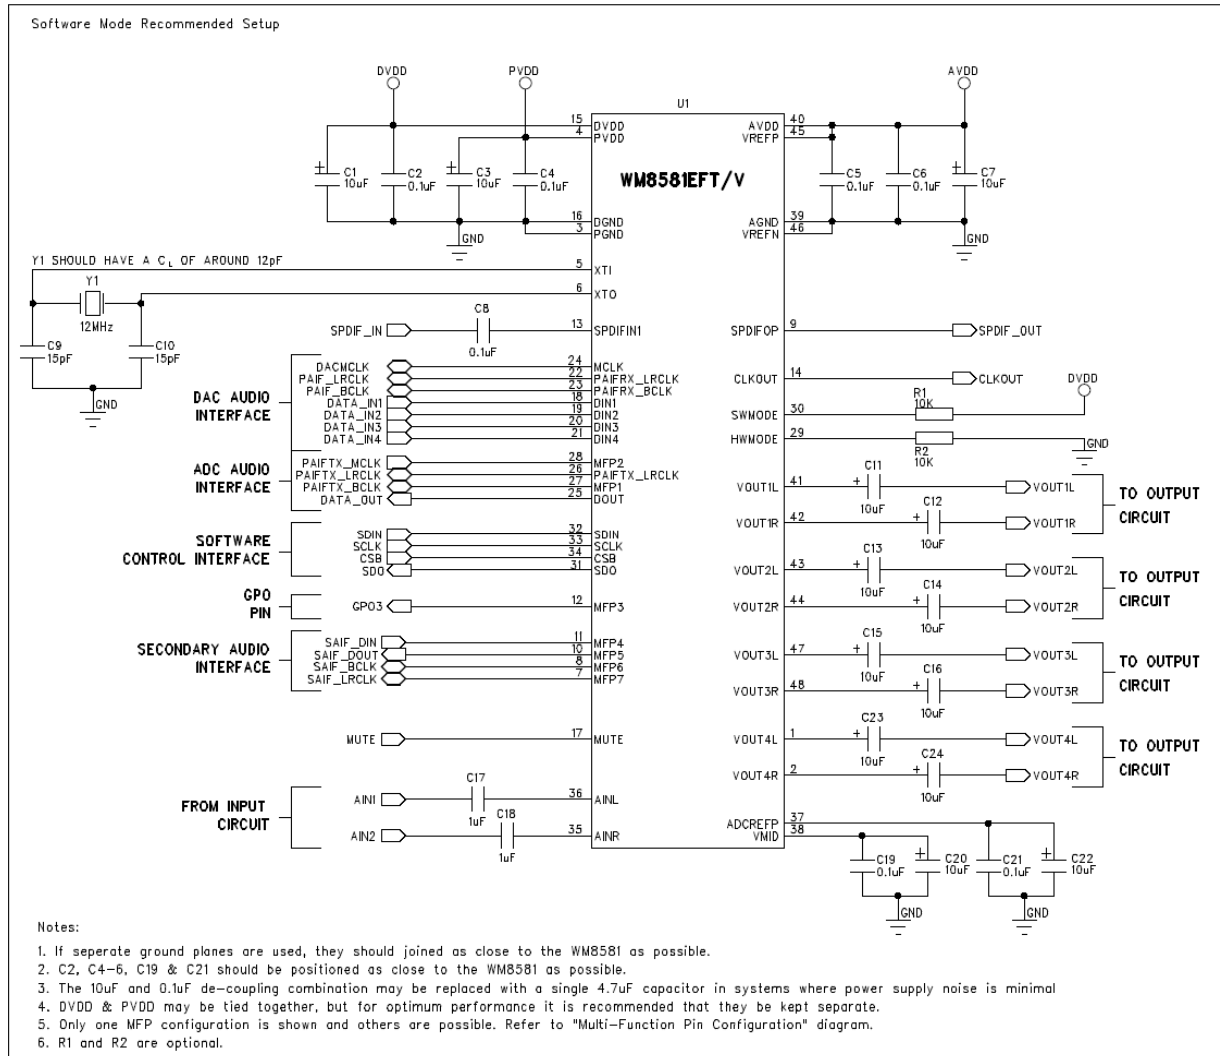 Software Mode Recommended Setup
DVDD
PVDD
AVDD
U1
WM8581EFT/V
15 DVDD
4 PVDD
AVDD 40
VREFP 45
+ C1 10uF
C2 0.1uF
+ C3 10uF
C4 0.1uF
C5 0.1uF
C6 0.1uF
+ C7 10uF
16 DGND
3 PGND
AGND 39
VREFN 46
GND
GND
Y1 SHOULD HAVE A CL OF AROUND 12pF
5 XTI
6 XTO
Y1
12MHz
C9 15pF
C10 15pF
GND
SPDIF_IN C8 0.1uF 13 SPDIFIN1
SPDIFOP 9 SPDIF_OUT
CLKOUT 14 CLKOUT
DVDD
SWMODE 30 R1 10K
HWMODE 29 R2 10K
GND
DAC AUDIO
INTERFACE
DACMCLK 24 MCLK
PAIF_LRCLK 22 PAIFRX_LRCLK
PAIF_BCLK 23 PAIFRX_BCLK
DATA_IN1 18 DIN1
DATA_IN2 19 DIN2
DATA_IN3 20 DIN3
DATA_IN4 21 DIN4
ADC AUDIO
INTERFACE
PAIFTX_MCLK 28 MFP2
PAIFTX_LRCLK 26 PAIFTX_LRCLK
PAIFTX_BCLK 27 MFP1
DATA_OUT 25 DOUT
SOFTWARE
CONTROL INTERFACE
SDIN 32 SDIN
SCLK 33 SCLK
CSB 34 CSB
SDO 31 SDO
GPO
PIN
GPO3 12 MFP3
SECONDARY AUDIO
INTERFACE
SAIF_DIN 11 MFP4
SAIF_DOUT 10 MFP5
SAIF_BCLK 8 MFP6
SAIF_LRCLK 7 MFP7
MUTE 17 MUTE
FROM INPUT
CIRCUIT
AIN1 C17 1uF 36 AINL
AIN2 C18 1uF 35 AINR
VOUT1L 41 + C11 10uF VOUT1L
VOUT1R 42 + C12 10uF VOUT1R
TO OUTPUT
CIRCUIT
VOUT2L 43 + C13 10uF VOUT2L
VOUT2R 44 + C14 10uF VOUT2R
TO OUTPUT
CIRCUIT
VOUT3L 47 + C15 10uF VOUT3L
VOUT3R 48 + C16 10uF VOUT3R
TO OUTPUT
CIRCUIT
VOUT4L 1 + C23 10uF VOUT4L
VOUT4R 2 + C24 10uF VOUT4R
TO OUTPUT
CIRCUIT
ADCREFP 37
VMID 38
C19 0.1uF
+ C20 10uF
C21 0.1uF
+ C22 10uF
GND
GND
Notes:
1. If seperate ground planes are used, they should joined as close to the WM8581 as possible.
2. C2, C4-6, C19 & C21 should be positioned as close to the WM8581 as possible.
3. The 10uF and 0.1uF de-coupling combination may be replaced with a single 4.7uF capacitor in systems where power supply noise is minimal
4. DVDD & PVDD may be tied together, but for optimum performance it is recommended that they be kept separate.
5. Only one MFP configuration is shown and others are possible. Refer to "Multi-Function Pin Configuration" diagram.
6. R1 and R2 are optional.